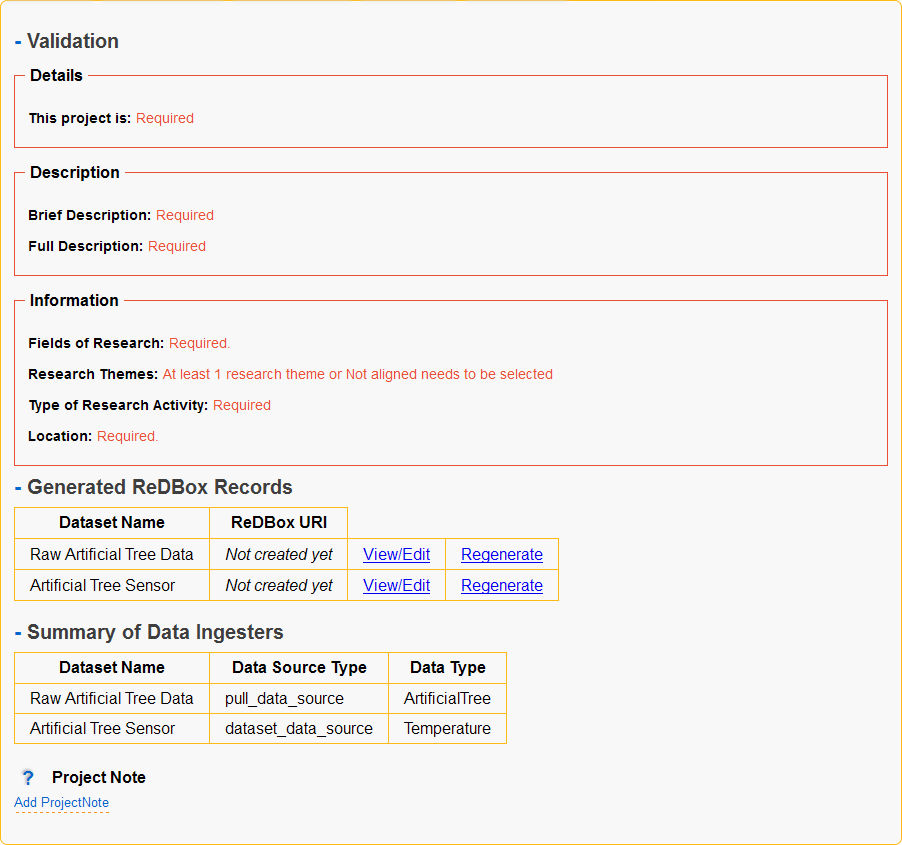 - Validation
Details
This project is: Required
Description
Brief Description: Required
Full Description: Required
Information
Fields of Research: Required.
Research Themes: At least 1 research theme or Not aligned needs to be selected
Type of Research Activity: Required
Location: Required.
- Generated ReDBox Records
Dataset Name ReDBox URI
Raw Artificial Tree Data Not created yet View/Edit Regenerate
Artificial Tree Sensor Not created yet View/Edit Regenerate
- Summary of Data Ingesters
Dataset Name Data Source Type Data Type
Raw Artificial Tree Data pull_data_source ArtificialTree
Artificial Tree Sensor dataset_data_source Temperature
? Project Note
Add ProjectNote